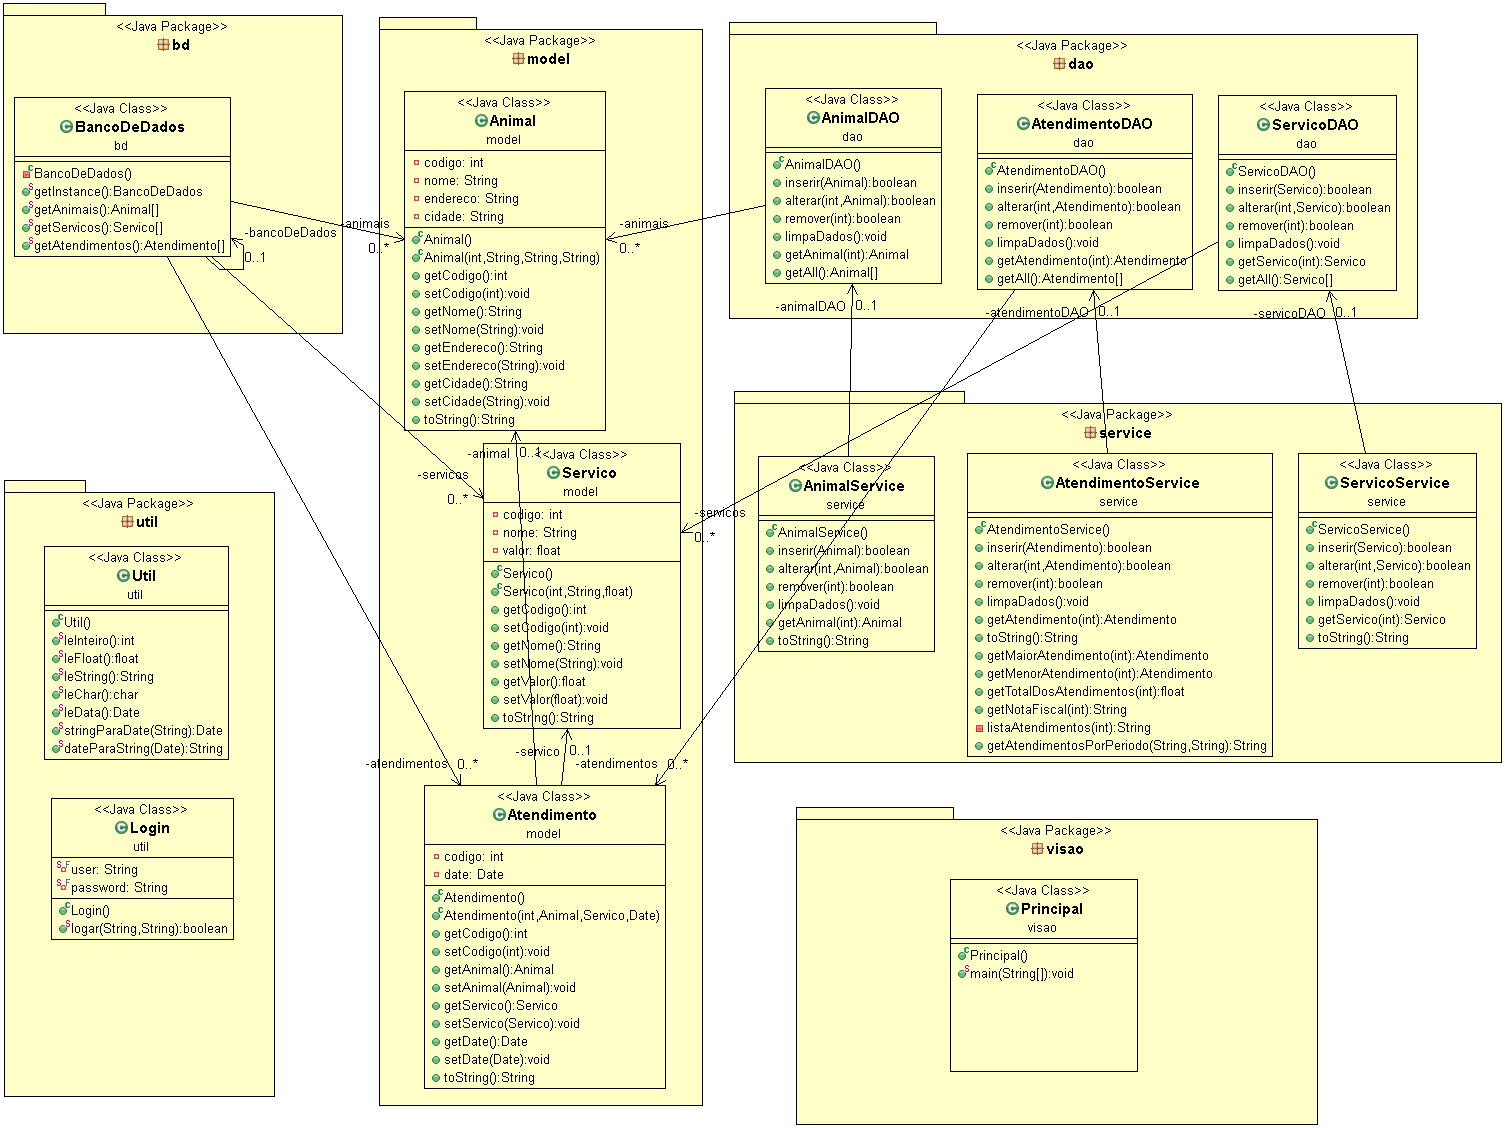 <<Java Package>>
bd
<<Java Class>>
BancoDeDados
bd
BancoDeDados()
getInstance():BancoDeDados
getAnimais():Animal[]
getServicos():Servico[]
getAtendimentos():Atendimento[]
-bancoDeDados
0..1
-animais
0..*
-servicos
0..*
-atendimentos
0..*
<<Java Package>>
model
<<Java Class>>
Animal
model
codigo: int
nome: String
endereco: String
cidade: String
Animal()
Animal(int,String,String,String)
getCodigo():int
setCodigo(int):void
getNome():String
setNome(String):void
getEndereco():String
setEndereco(String):void
getCidade():String
setCidade(String):void
toString():String
-animal
0..1
<<Java Class>>
Servico
model
codigo: int
nome: String
valor: float
Servico()
Servico(int,String,float)
getCodigo():int
setCodigo(int):void
getNome():String
setNome(String):void
getValor():float
setValor(float):void
toString():String
-servico
0..1
-atendimentos
0..*
<<Java Class>>
Atendimento
model
codigo: int
date: Date
Atendimento()
Atendimento(int,Animal,Servico,Date)
getCodigo():int
setCodigo(int):void
getAnimal():Animal
setAnimal(Animal):void
getServico():Servico
setServico(Servico):void
getDate():Date
setDate(Date):void
toString():String
<<Java Package>>
dao
-animais
0..*
<<Java Class>>
AnimalDAO
dao
AnimalDAO()
inserir(Animal):boolean
alterar(int,Animal):boolean
remover(int):boolean
limpaDados():void
getAnimal(int):Animal
getAll():Animal[]
-animalDAO
0..1
<<Java Class>>
AtendimentoDAO
dao
AtendimentoDAO()
inserir(Atendimento):boolean
alterar(int,Atendimento):boolean
remover(int):boolean
limpaDados():void
getAtendimento(int):Atendimento
getAll():Atendimento[]
-atendimentoDAO
0..1
<<Java Class>>
ServicoDAO
dao
ServicoDAO()
inserir(Servico):boolean
alterar(int,Servico):boolean
remover(int):boolean
limpaDados():void
getServico(int):Servico
getAll():Servico[]
-servicoDAO
0..1
-servicos
0..*
<<Java Package>>
service
<<Java Class>>
AnimalService
service
AnimalService()
inserir(Animal):boolean
alterar(int,Animal):boolean
remover(int):boolean
limpaDados():void
getAnimal(int):Animal
toString():String
<<Java Class>>
AtendimentoService
service
AtendimentoService()
inserir(Atendimento):boolean
alterar(int,Atendimento):boolean
remover(int):boolean
limpaDados():void
getAtendimento(int):Atendimento
toString():String
getMaiorAtendimento(int):Atendimento
getMenorAtendimento(int):Atendimento
getTotalDosAtendimentos(int):float
getNotaFiscal(int):String
listaAtendimentos(int):String
getAtendimentosPorPeriodo(String,String):String
<<Java Class>>
ServicoService
service
ServicoService()
inserir(Servico):boolean
alterar(int,Servico):boolean
remover(int):boolean
limpaDados():void
getServico(int):Servico
toString():String
<<Java Package>>
util
<<Java Class>>
Util
util
Util()
leInteiro():int
leFloat():float
leString():String
leChar():char
leData():Date
stringParaDate(String):Date
dateParaString(Date):String
<<Java Class>>
Login
util
user: String
password: String
Login()
logar(String,String):boolean
<<Java Package>>
visao
<<Java Class>>
Principal
visao
Principal()
main(String[]):void